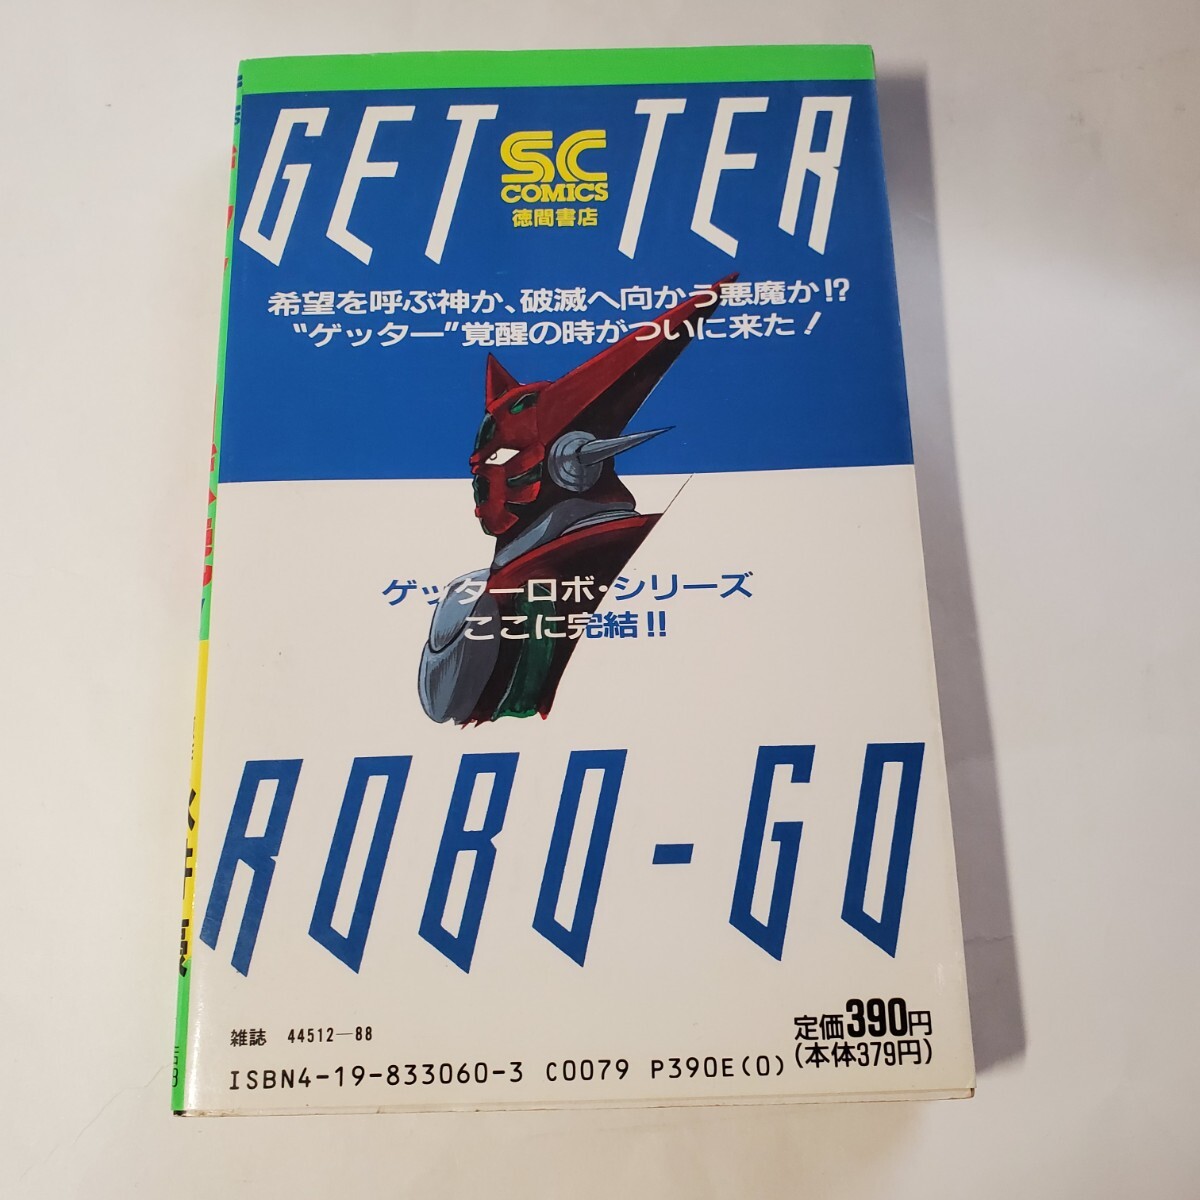 GET TER
SC
COMICS
徳間書店
希望を呼ぶ神か、破滅へ向かう悪魔か!?
“ゲッター”覚醒の時がついに来た!
ゲッターロボ・シリーズ
ここに完結!!
ROBO-GO
雑誌 44512—88
定価390円
(本体379円)
ISBN4-19-833060-3 C0079 P390E(0)